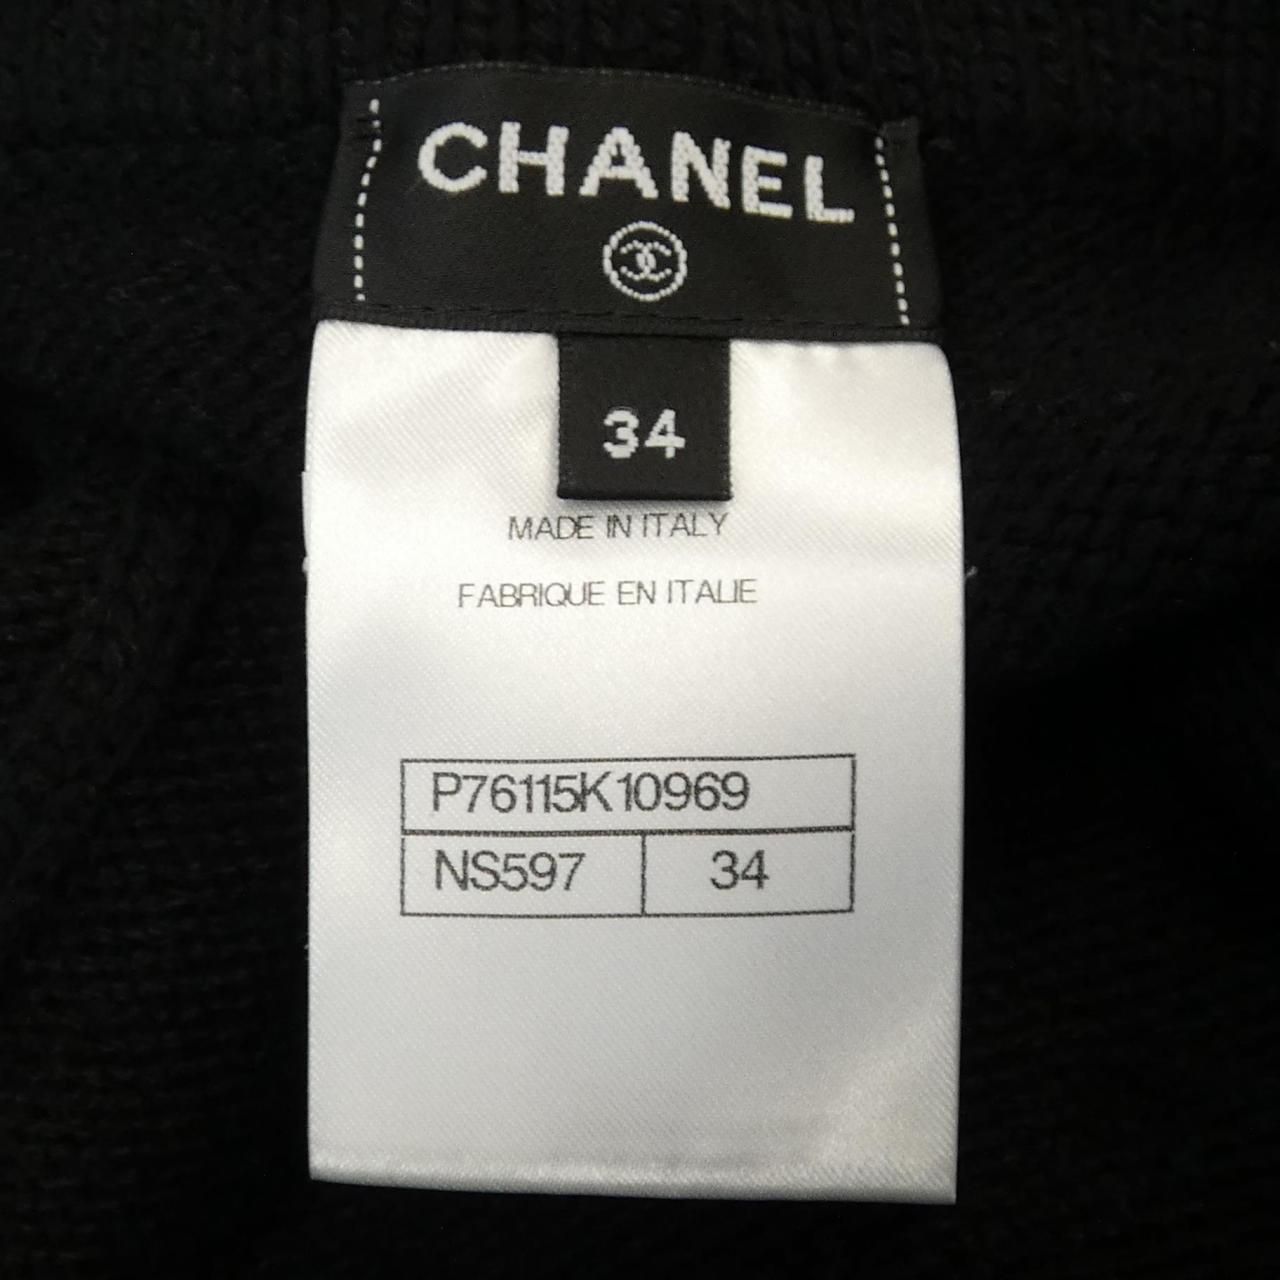 CHANEL
34
MADE IN ITALY
FABRIQUE EN ITALIE
P76115K10969
NS597 34